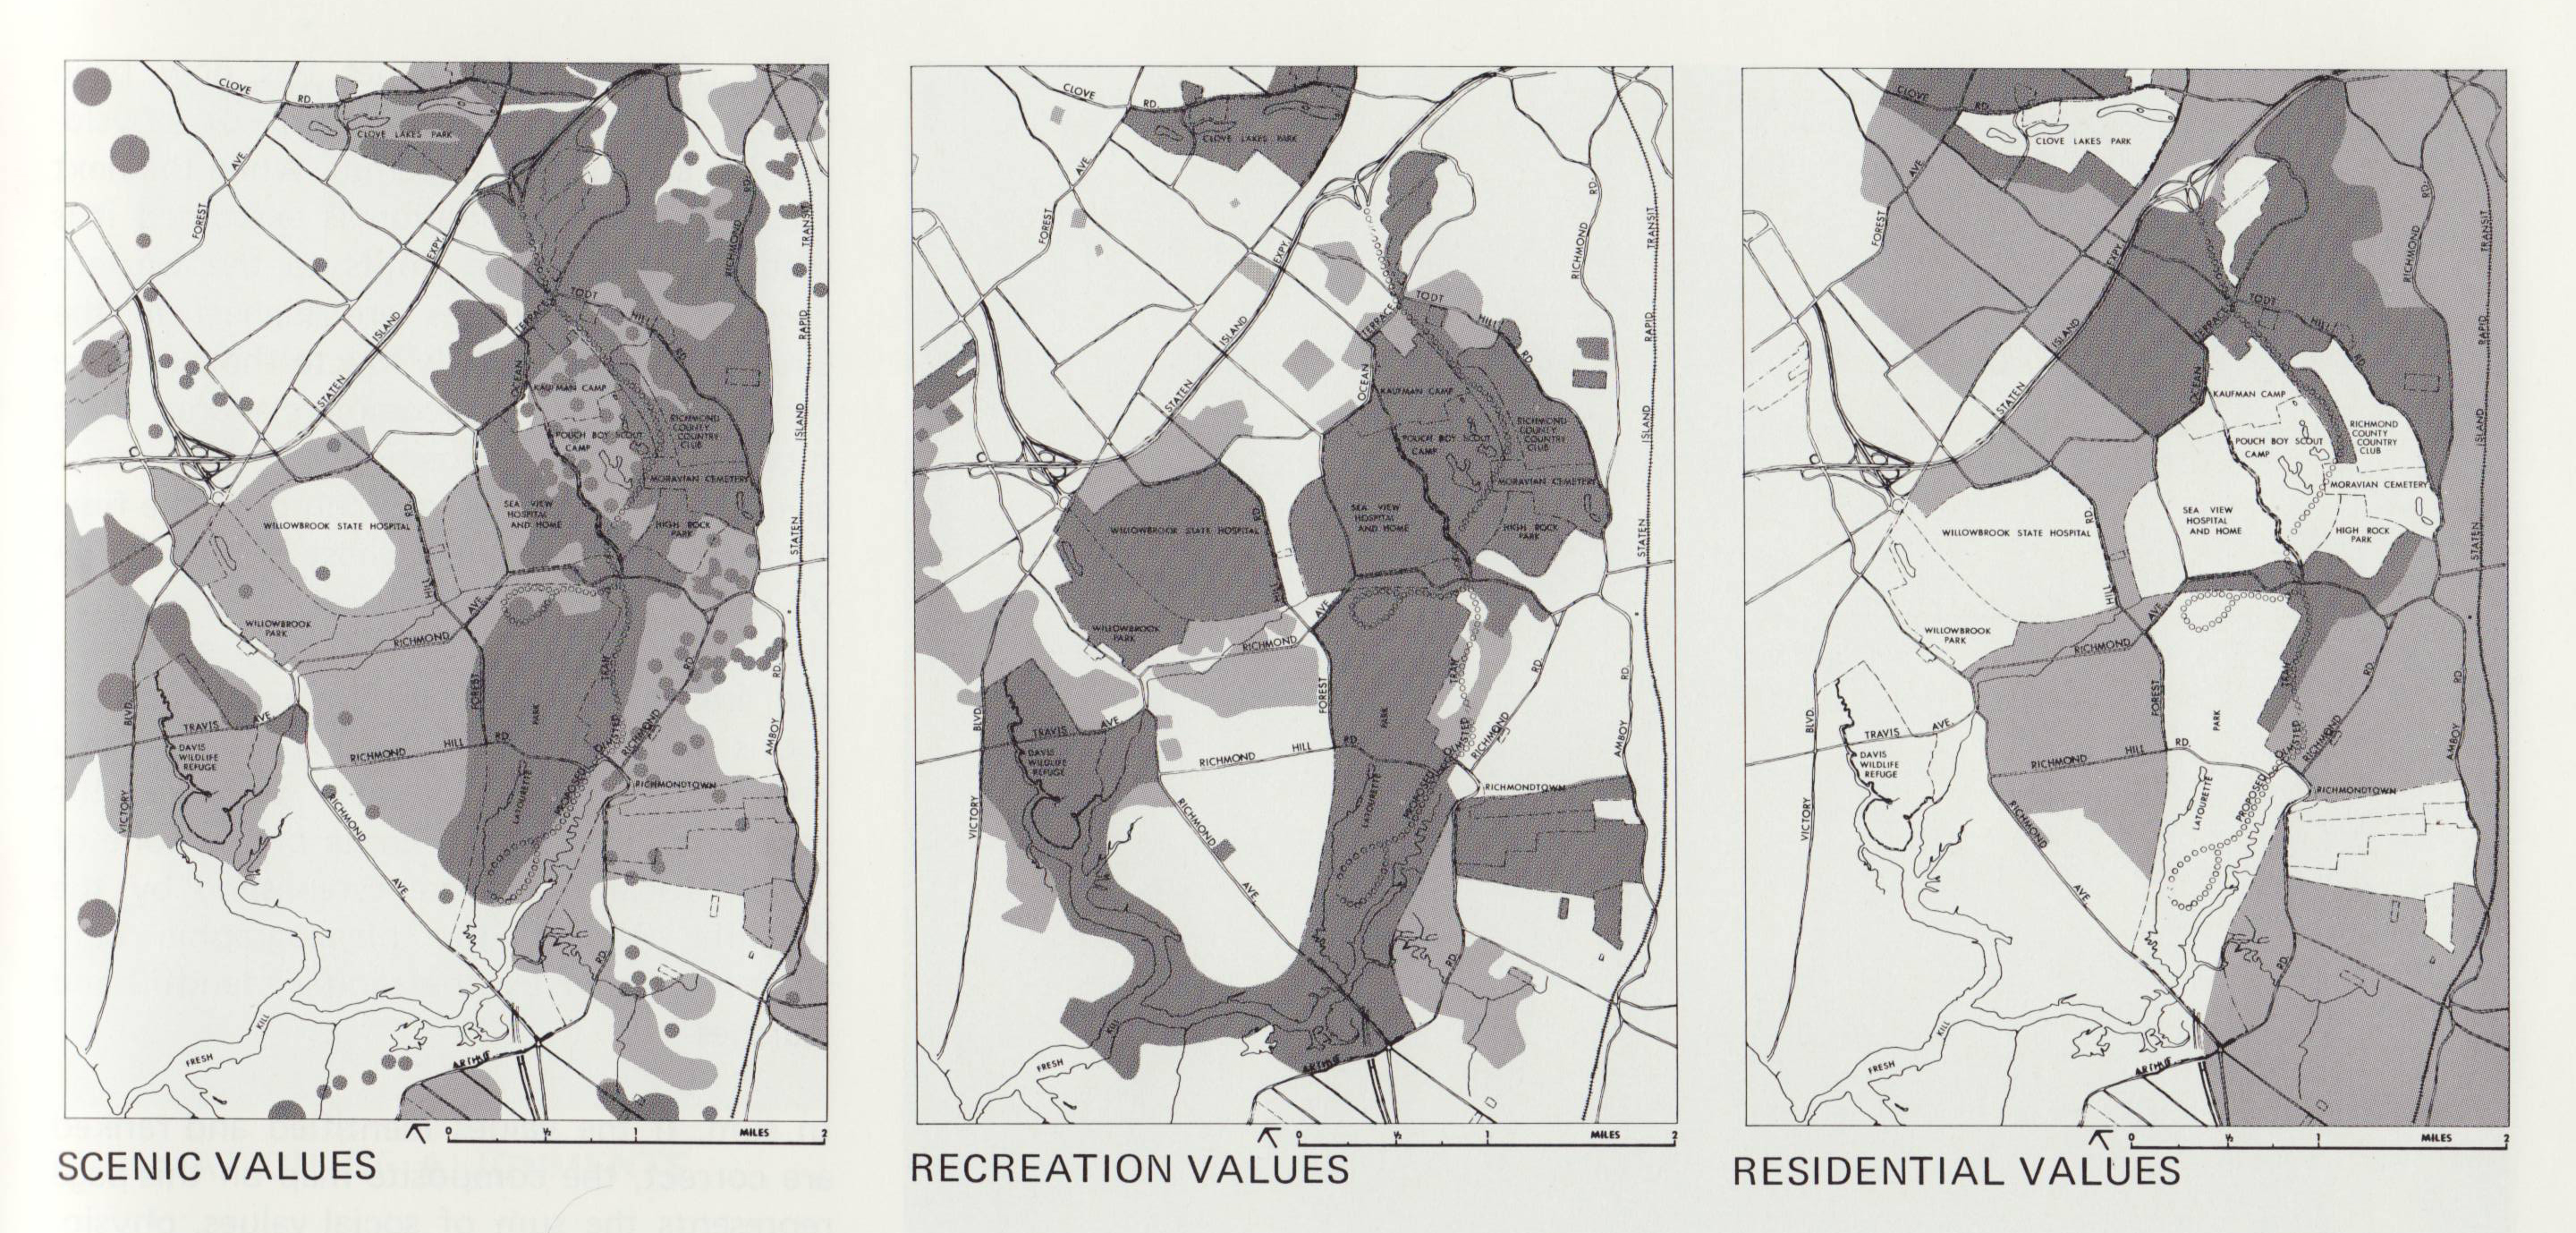 CLOVE
RD.
CLOVE LAKES PARK
AVE
FOREST
EXPY
RD.
RICHMOND
TRANSIT
TODT
HILL
RD.
TERRACE
ISLAND
RAPID
OCEAN
KAUFMAN CAMP
STATEN
RICHMOND
COUNTY
COUNTRY
CLUB
POUCH BOY SCOUT
CAMP
ISLAND
MORAVIAN CEMETERY
RD.
WILLOWBROOK STATE HOSPITAL
SEA VIEW
HOSPITAL
AND HOME
HIGH ROCK
PARK
STATEN
HILL
AVE.
WILLOWBROOK
PARK
RICHMOND
TRAM
RD.
RD.
FOREST
BLVD.
PARK
TRAVIS AVE.
OLMSTED
RICHMOND
RICHMOND HILL RD.
AMBOY
DAVIS
WILDLIFE
REFUGE
PROPOSED
RICHMONDTOWN
LATOURETTE
VICTORY
RICHMOND
AVE.
RD.
KILL
FRESH
ARTHUR
0 ½ 1 MILES 2
SCENIC VALUES
CLOVE
RD.
CLOVE LAKES PARK
AVE.
FOREST
EXPY
RD.
RICHMOND
TRANSIT
TODT
HILL
RD.
TERRACE
ISLAND
RAPID
OCEAN
KAUFMAN CAMP
STATEN
RICHMOND
COUNTY
COUNTRY
CLUB
POUCH BOY SCOUT
CAMP
ISLAND
MORAVIAN CEMETERY
RD.
WILLOWBROOK STATE HOSPITAL
SEA VIEW
HOSPITAL
AND HOME
HIGH ROCK
PARK
STATEN
HILL
AVE.
WILLOWBROOK
PARK
RICHMOND
TRAM
RD.
RD.
FOREST
BLVD.
PARK
TRAVIS AVE.
OLMSTED
RICHMOND
RICHMOND HILL RD.
AMBOY
DAVIS
WILDLIFE
REFUGE
PROPOSED
RICHMONDTOWN
LATOURETTE
VICTORY
RICHMOND
AVE.
RD.
KILL
FRESH
ARTHUR
0 ½ 1 MILES 2
RECREATION VALUES
CLOVE
RD.
CLOVE LAKES PARK
AVE.
FOREST
EXPY
RD.
RICHMOND
TRANSIT
TODT
HILL
RD.
TERRACE
ISLAND
RAPID
OCEAN
KAUFMAN CAMP
STATEN
RICHMOND
COUNTY
COUNTRY
CLUB
POUCH BOY SCOUT
CAMP
ISLAND
MORAVIAN CEMETERY
RD.
WILLOWBROOK STATE HOSPITAL
SEA VIEW
HOSPITAL
AND HOME
HIGH ROCK
PARK
STATEN
HILL
AVE.
WILLOWBROOK
PARK
RICHMOND
TRAM
RD.
RD.
FOREST
BLVD.
PARK
TRAVIS AVE.
OLMSTED
RICHMOND
RICHMOND HILL RD.
AMBOY
DAVIS
WILDLIFE
REFUGE
PROPOSED
RICHMONDTOWN
LATOURETTE
VICTORY
RICHMOND
AVE.
RD.
KILL
FRESH
ARTHUR
0 ½ 1 MILES 2
RESIDENTIAL VALUES